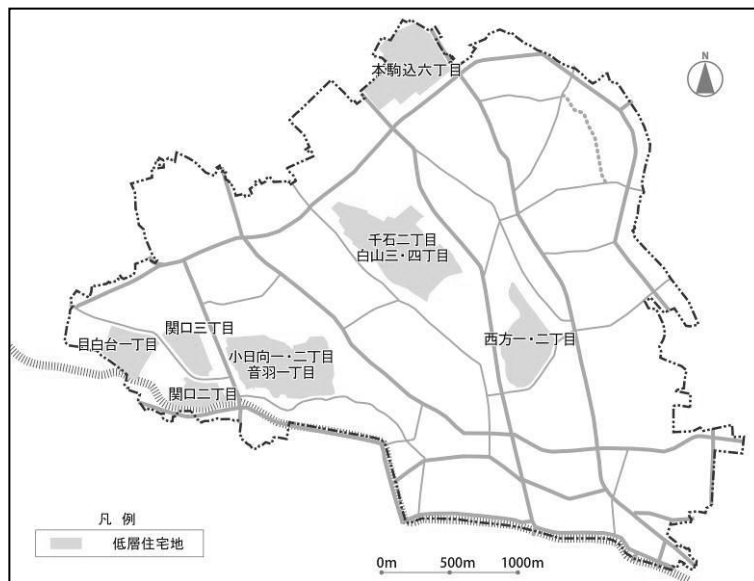 本駒込六丁目
N
千石二丁目
白山三・四丁目
関口三丁目
目白台一丁目
小日向一・二丁目
音羽一丁目
西方一・二丁目
関口二丁目
凡 例
低層住宅地
0m 500m 1000m